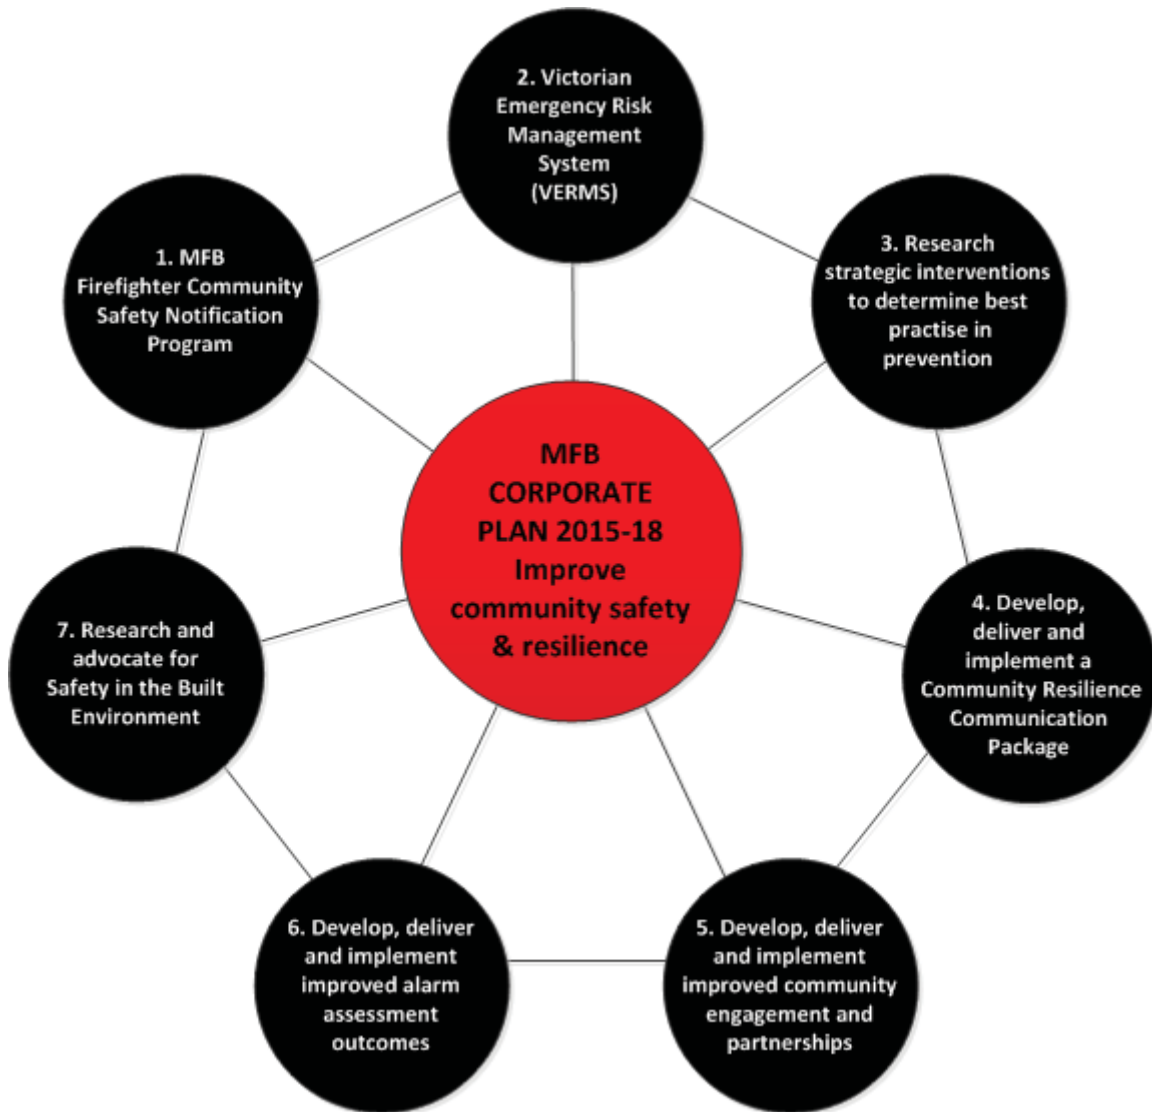 2. Victorian
Emergency Risk
Management
System
(VERMS)
1. MFB
Firefighter Community
Safety Notification
Program
3. Research
strategic interventions
to determine best
practise in
prevention
MFB
CORPORATE
PLAN 2015-18
Improve
community safety
& resilience
7. Research and
advocate for
Safety in the Built
Environment
4. Develop,
deliver and
implement a
Community Resilience
Communication
Package
6. Develop, deliver
and implement
improved alarm
assessment
outcomes
5. Develop, deliver
and implement
improved community
engagement and
partnerships